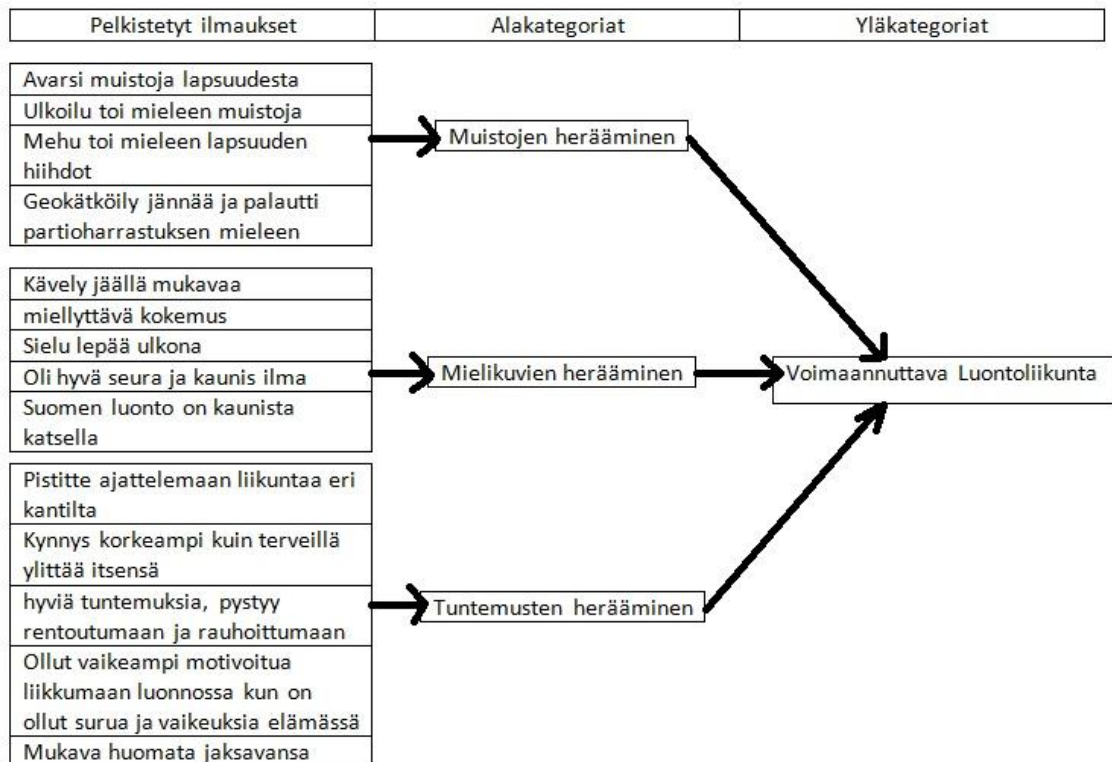 Pelkistetyt ilmaukset
Alakategoriat
Yläkategoriat
Avarsi muistoja lapsuudesta
Ulkoilu toi mieleen muistoja
Mehu toi mieleen lapsuuden
hiihdot
Geokätköily jännää ja palautti
partioharrastuksen mieleen
Muistojen herääminen
Kävely jäällä mukavaa
miellyttävä kokemus
Sielu lepää ulkona
Oli hyvä seura ja kaunis ilma
Suomen luonto on kaunista
katsella
Mielikuvien herääminen
Voimaannuttava Luontoliikunta
Pistitte ajattelemaan liikuntaa eri
kantilta
Kynnys korkeampi kuin terveillä
ylittää itsensä
hyviä tuntemuksia, pystyy
rentoutumaan ja rauhoittumaan
Ollut vaikeampi motivoitua
liikkumaan luonnossa kun on
ollut surua ja vaikeuksia elämässä
Mukava huomata jaksavansa
Tuntemusten herääminen